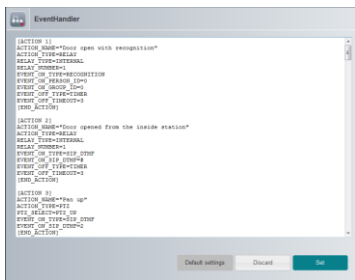 EventHandler
[ACTION 1]
ACTION_NAME="Door open with recognition"
ACTION_TYPE=RELAY
RELAY_TYPE=INTERNAL
RELAY_NUMBER=1
EVENT_ON_TYPE=RECOGNITION
EVENT_ON_PERSON_ID=0
EVENT_ON_GROUP_ID=0
EVENT_OFF_TYPE=TIMER
EVENT_OFF_TIMEOUT=3
[END_ACTION]
[ACTION 2]
ACTION_NAME="Door opened from the inside station"
ACTION_TYPE=RELAY
RELAY_TYPE=INTERNAL
RELAY_NUMBER=1
EVENT_ON_TYPE=SIP_DTMF
EVENT_ON_SIP_DTMF=#
EVENT_OFF_TYPE=TIMER
EVENT_OFF_TIMEOUT=3
[END_ACTION]
[ACTION 3]
ACTION_NAME="Pan up"
ACTION_TYPE=PTZ
PTZ_SELECT=PTZ_UP
EVENT_ON_TYPE=SIP_DTMF
EVENT_ON_SIP_DTMF=2
[END_ACTION]
Default settings Discard Set